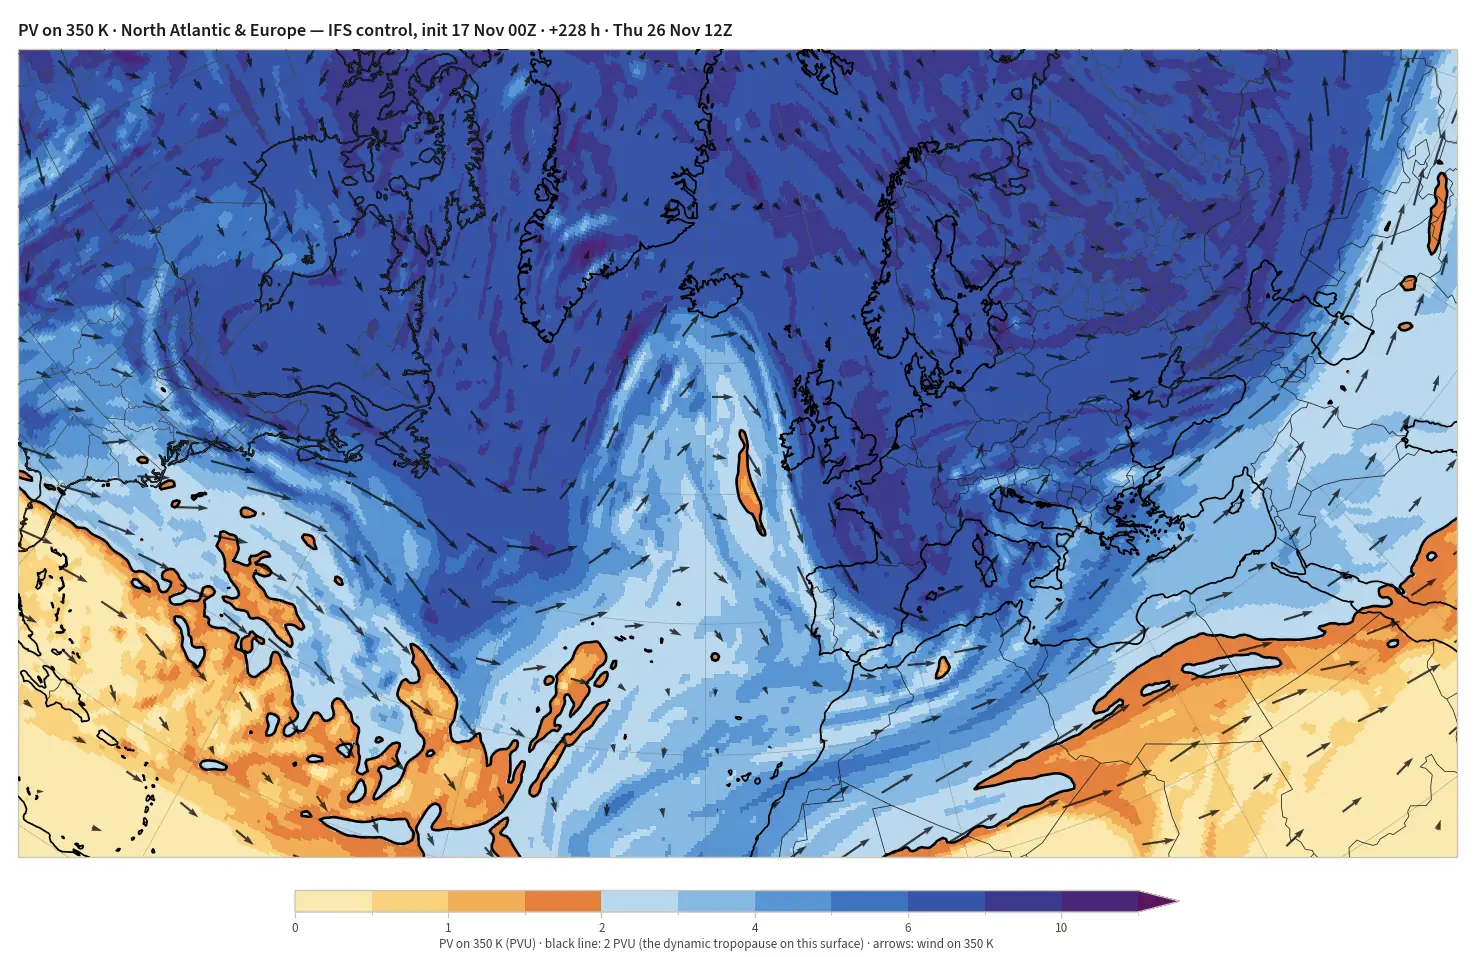 PV on 350 K · North Atlantic & Europe — IFS control, init 17 Nov 00Z · +228 h · Thu 26 Nov 12Z
0 1 2 4 6 10
PV on 350 K (PVU) · black line: 2 PVU (the dynamic tropopause on this surface) · arrows: wind on 350 K